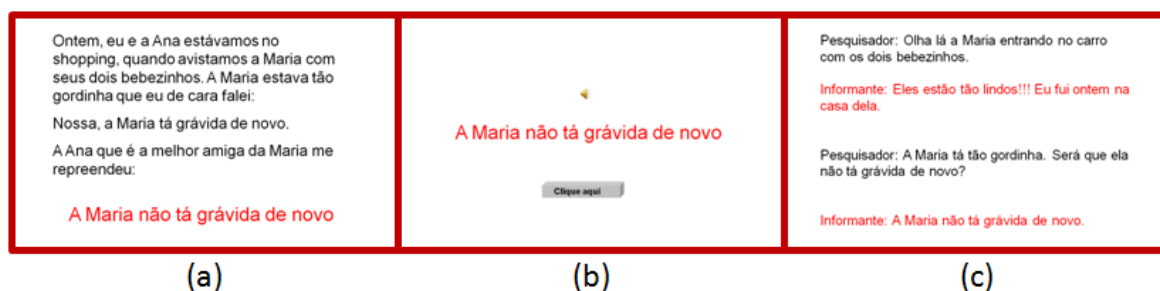 Ontem, eu e a Ana estávamos no
shopping, quando avistamos a Maria com
seus dois bebezinhos. A Maria estava tão
gordinha que eu de cara falei:
Nossa, a Maria tá grávida de novo.
A Ana que é a melhor amiga da Maria me
repreendeu:
A Maria não tá grávida de novo
(a)
A Maria não tá grávida de novo
Clique aqui
(b)
Pesquisador: Olha lá a Maria entrando no carro
com os dois bebezinhos.
Informante: Eles estão tão lindos!!! Eu fui ontem na
casa dela.
Pesquisador: A Maria tá tão gordinha. Será que ela
não tá grávida de novo?
Informante: A Maria não tá grávida de novo.
(c)